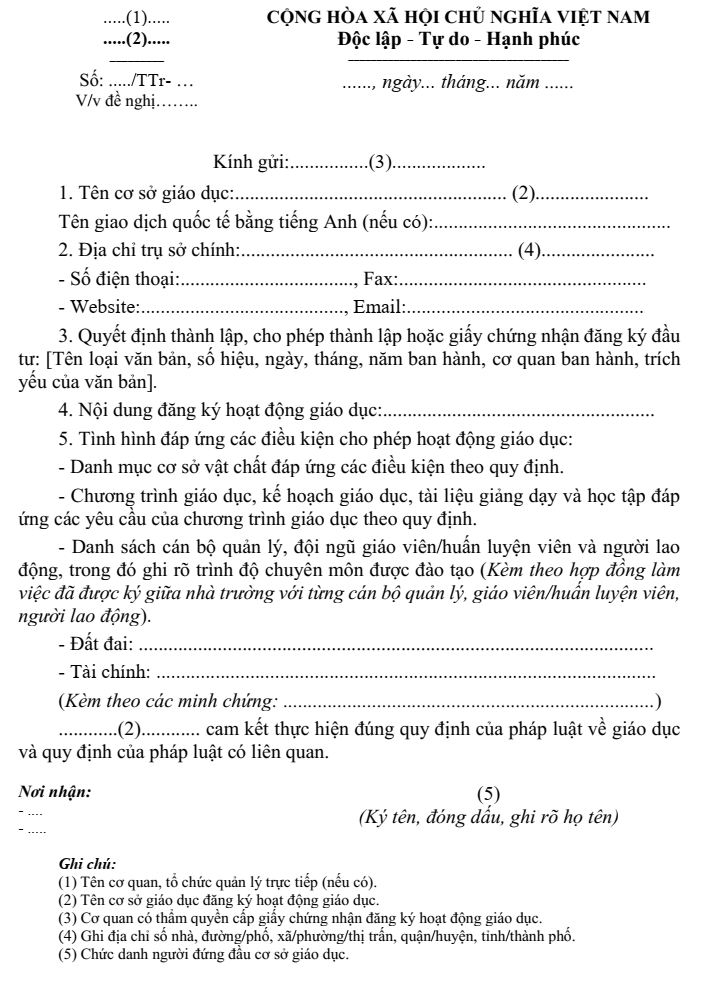 .....(1).....
CỘNG HÒA XÃ HỘI CHỦ NGHĨA VIỆT NAM
.....(2).....
Độc lập - Tự do - Hạnh phúc
Số: ...../TTr- …
......, ngày... tháng... năm ......
V/v đề nghị……..
Kính gửi:................(3)...................
1. Tên cơ sở giáo dục:........................................................ (2).......................
Tên giao dịch quốc tế bằng tiếng Anh (nếu có):................................................
2. Địa chỉ trụ sở chính:........................................................ (4).......................
- Số điện thoại:...................................., Fax:...................................................
- Website:.........................................., Email:................................................
3. Quyết định thành lập, cho phép thành lập hoặc giấy chứng nhận đăng ký đầu
tư: [Tên loại văn bản, số hiệu, ngày, tháng, năm ban hành, cơ quan ban hành, trích
yếu của văn bản].
4. Nội dung đăng ký hoạt động giáo dục:........................................................
5. Tình hình đáp ứng các điều kiện cho phép hoạt động giáo dục:
- Danh mục cơ sở vật chất đáp ứng các điều kiện theo quy định.
- Chương trình giáo dục, kế hoạch giáo dục, tài liệu giảng dạy và học tập đáp
ứng các yêu cầu của chương trình giáo dục theo quy định.
- Danh sách cán bộ quản lý, đội ngũ giáo viên/huấn luyện viên và người lao
động, trong đó ghi rõ trình độ chuyên môn được đào tạo (Kèm theo hợp đồng làm
việc đã được ký giữa nhà trường với từng cán bộ quản lý, giáo viên/huấn luyện viên,
người lao động).
- Đất đai: ..........................................................................................................
- Tài chính: .......................................................................................................
(Kèm theo các minh chứng: ............................................................................)
............(2)............ cam kết thực hiện đúng quy định của pháp luật về giáo dục
và quy định của pháp luật có liên quan.
Nơi nhận:
- ....
- .....
(5)
(Ký tên, đóng dấu, ghi rõ họ tên)
Ghi chú:
(1) Tên cơ quan, tổ chức quản lý trực tiếp (nếu có).
(2) Tên cơ sở giáo dục đăng ký hoạt động giáo dục.
(3) Cơ quan có thẩm quyền cấp giấy chứng nhận đăng ký hoạt động giáo dục.
(4) Ghi địa chỉ số nhà, đường/phố, xã/phường/thị trấn, quận/huyện, tỉnh/thành phố.
(5) Chức danh người đứng đầu cơ sở giáo dục.